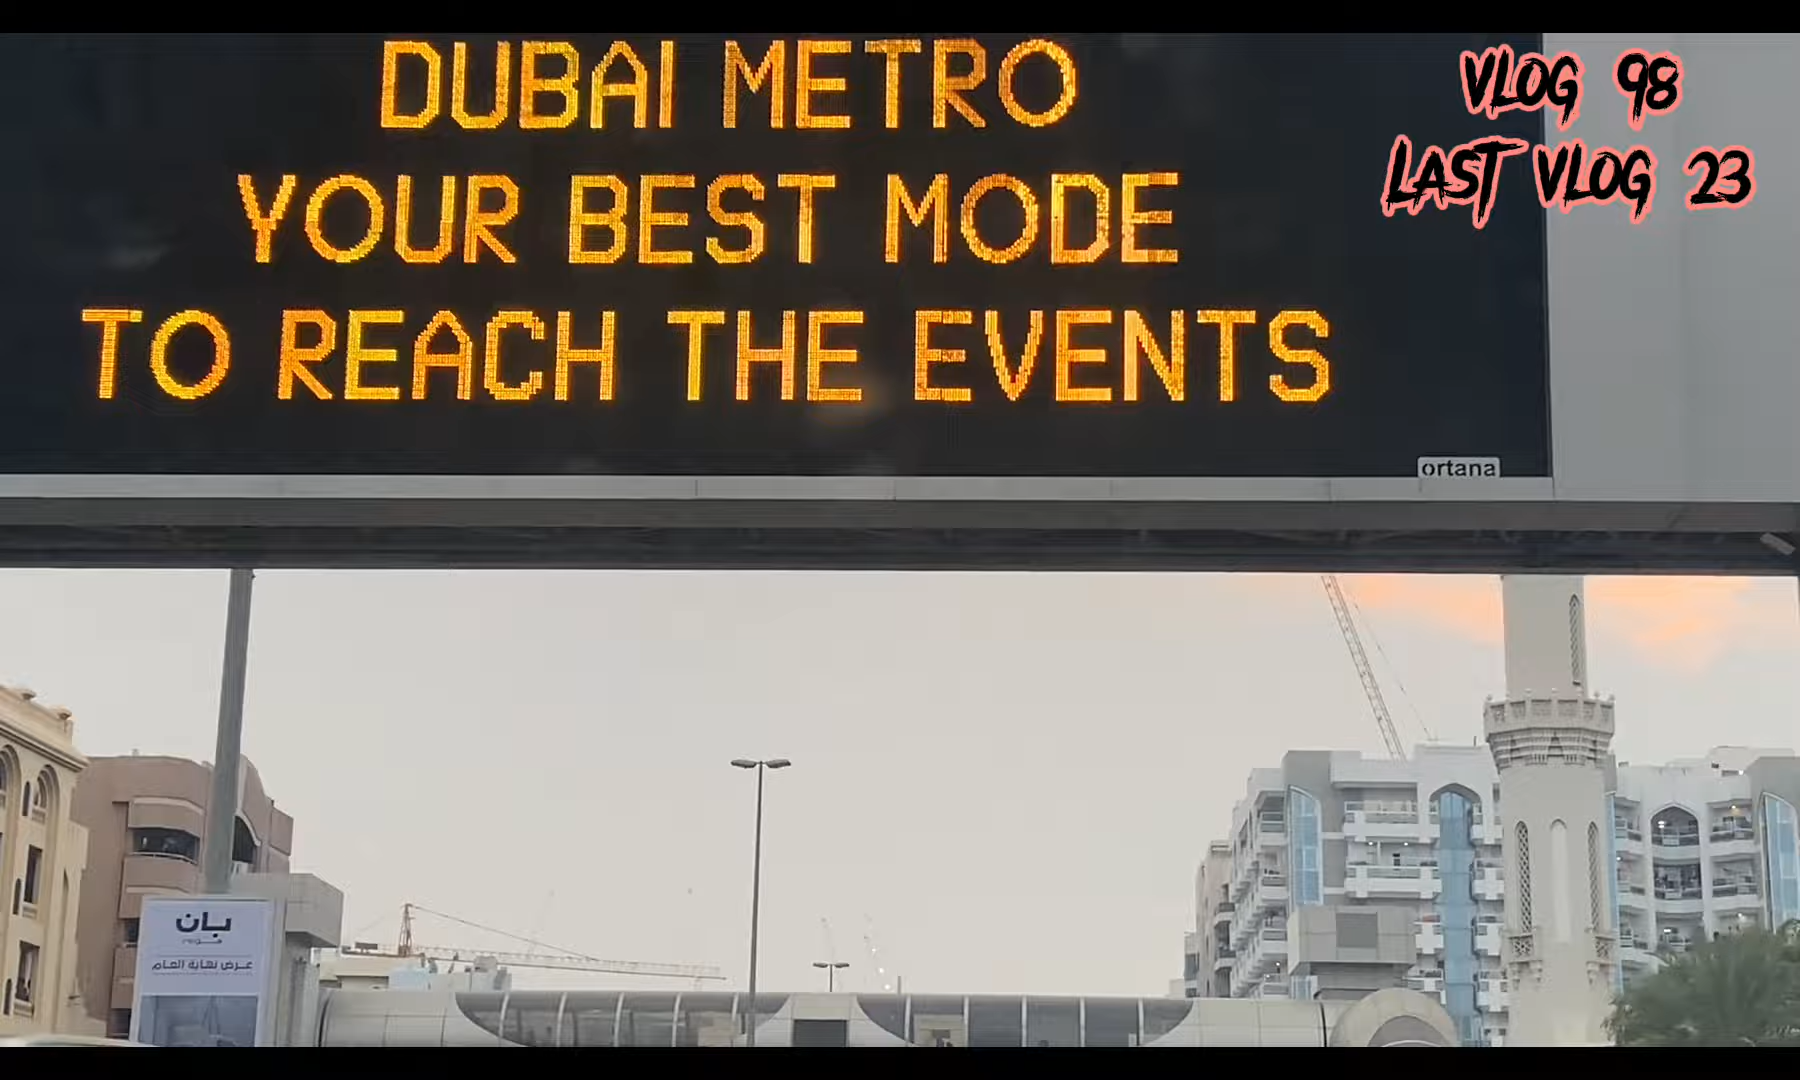 DUBAI METRO
YOUR BEST MODE
TO REACH THE EVENTS
VLOG 98
LAST VLOG 23
ortana
بان
عرض نهاية العام